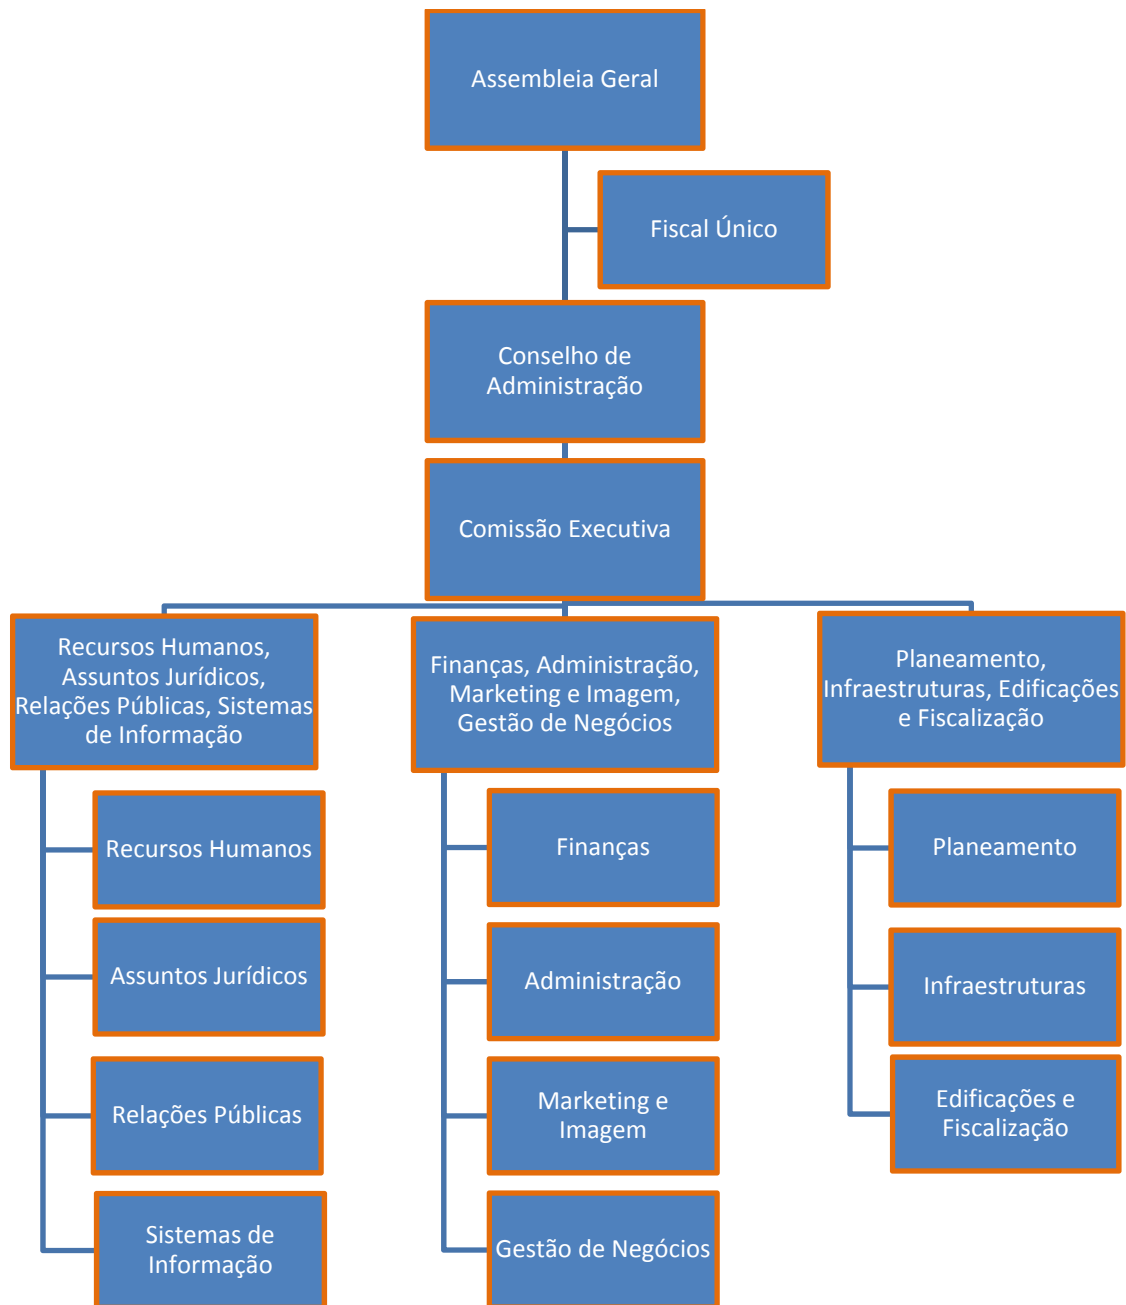 Assembleia Geral
Fiscal Único
Conselho de
Administração
Comissão Executiva
Recursos Humanos,
Assuntos Jurídicos,
Relações Públicas, Sistemas
de Informação
Finanças, Administração,
Marketing e Imagem,
Gestão de Negócios
Planeamento,
Infraestruturas, Edificações
e Fiscalização
Recursos Humanos
Assuntos Jurídicos
Relações Públicas
Sistemas de
Informação
Finanças
Administração
Marketing e
Imagem
Gestão de Negócios
Planeamento
Infraestruturas
Edificações e
Fiscalização